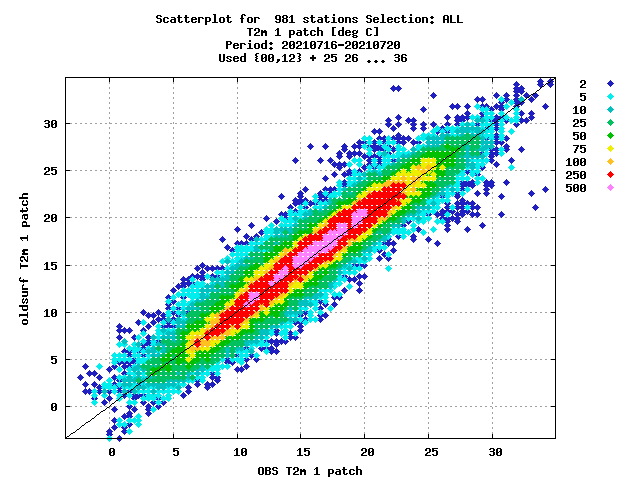 Scatterplot for  981 stations Selection: ALL
T2m 1 patch [deg C]
Period: 20210716-20210720
Used {00,12} + 25 26 ... 36
2
5
10
25
50
75
100
250
500
30
25
20
15
10
5
0
oldsurf T2m 1 patch
0 5 10 15 20 25 30
OBS T2m 1 patch